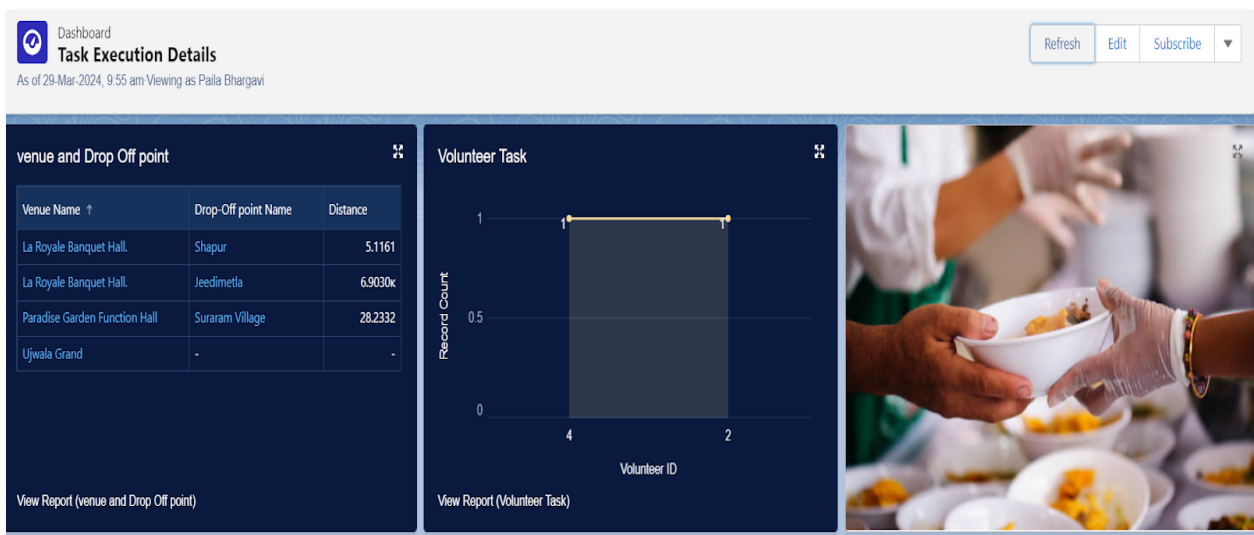 Dashboard
Task Execution Details
As of 29-Mar-2024, 9:55 am·Viewing as Paila Bhargavi
Refresh Edit Subscribe ▼
venue and Drop Off point
Venue Name ↑ Drop-Off point Name Distance
La Royale Banquet Hall. Shapur 5.1161
La Royale Banquet Hall. Jeedimetla 6.9030K
Paradise Garden Function Hall Suraram Village 28.2332
Ujwala Grand - -
View Report (venue and Drop Off point)
Volunteer Task
1
1 1
0.5
0
Record Count
4 2
Volunteer ID
View Report (Volunteer Task)